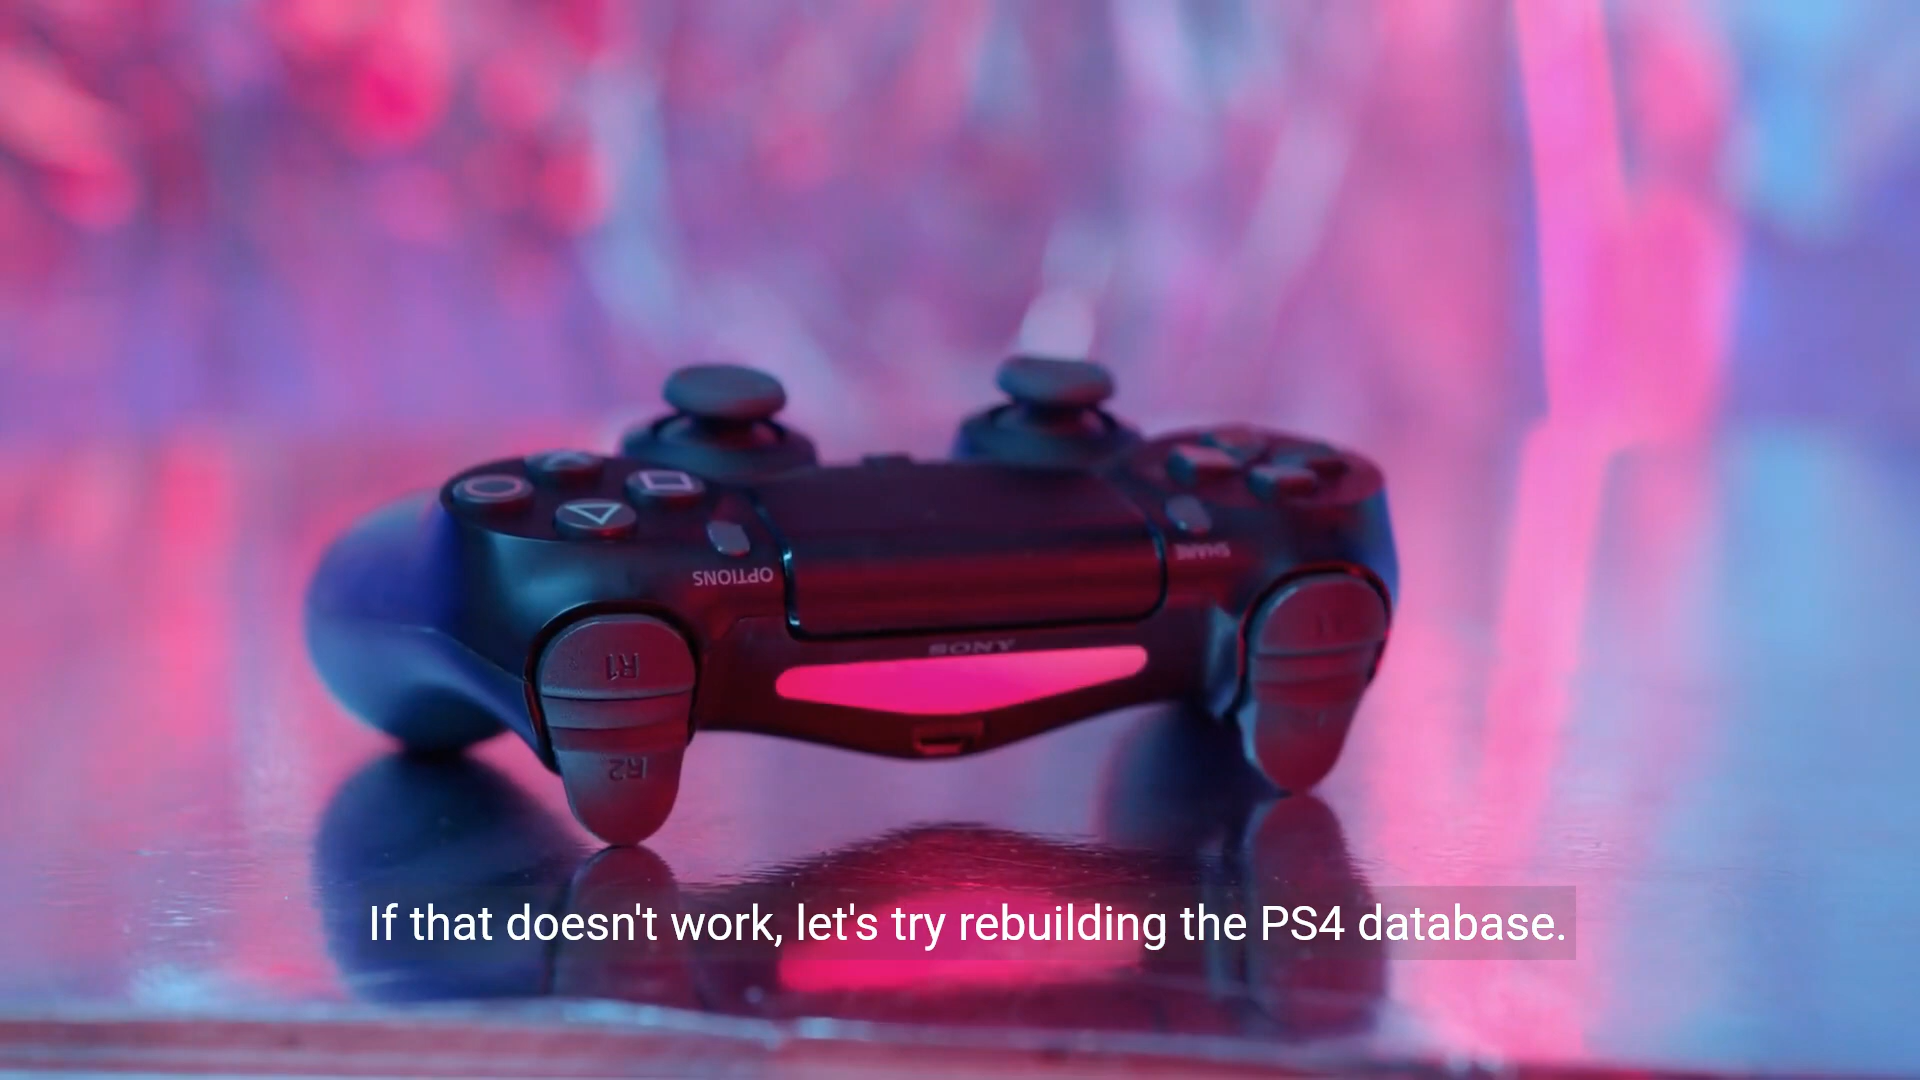 OPTIONS
SHARE
SONY
R1
R2
If that doesn't work, let's try rebuilding the PS4 database.